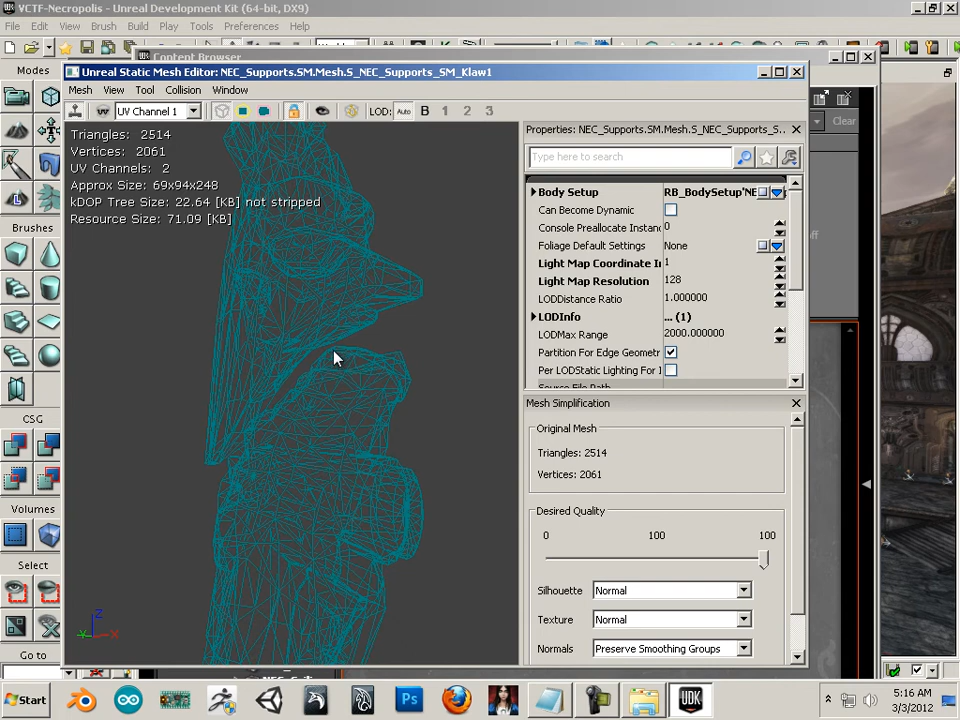 VCTF-Necropolis - Unreal Development Kit (64-bit, DX9)
File Edit View Brush Build Play Tools Preferences Help
Content Browser
Modes
Unreal Static Mesh Editor: NEC_Supports.SM.Mesh.S_NEC_Supports_SM_Klaw1
Mesh View Tool Collision Window
UV Channel 1
LOD: Auto B 1 2 3
Clear
Triangles: 2514
Vertices: 2061
UV Channels: 2
Approx Size: 69x94x248
kDOP Tree Size: 22.64 [KB] not stripped
Resource Size: 71.09 [KB]
Properties: NEC_Supports.SM.Mesh.S_NEC_Supports_S...
Type here to search
Body Setup RB_BodySetup'NE
Can Become Dynamic
Console Preallocate Instanc 0
Foliage Default Settings None
Light Map Coordinate I 1
Light Map Resolution 128
LODDistance Ratio 1.000000
LODInfo ... (1)
LODMax Range 2000.000000
Partition For Edge Geometr
Per LODStatic Lighting For I
Source File Path
Mesh Simplification
Original Mesh
Triangles: 2514
Vertices: 2061
Desired Quality
0 100 100
Silhouette Normal
Texture Normal
Normals Preserve Smoothing Groups
Brushes
CSG
Volumes
Select
Go to
X
Y
Z
Start
Ps
UDK
5:16 AM
3/3/2012